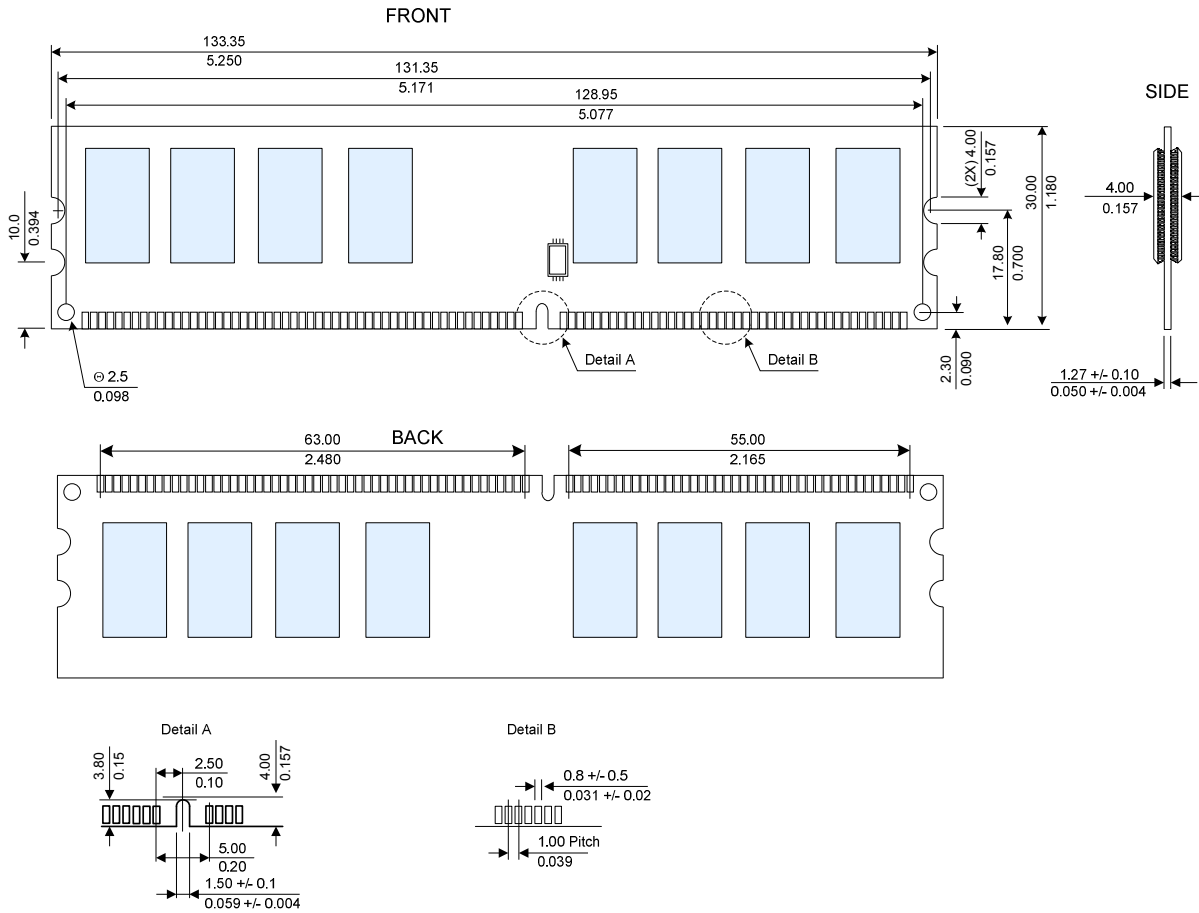 FRONT
133.35
5.250
131.35
5.171
128.95
5.077
SIDE
(2X) 4.00
0.157
30.00
1.180
4.00
0.157
10.0
0.394
17.80
0.700
Detail A
Detail B
2.30
0.090
Θ 2.5
0.098
1.27 +/- 0.10
0.050 +/- 0.004
63.00
2.480
BACK
55.00
2.165
Detail A
Detail B
3.80
0.15
2.50
0.10
4.00
0.157
0.8 +/- 0.5
0.031 +/- 0.02
5.00
0.20
1.00 Pitch
0.039
1.50 +/- 0.1
0.059 +/- 0.004